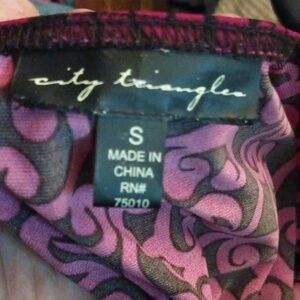 city triangles
S
MADE IN
CHINA
RN#
75010